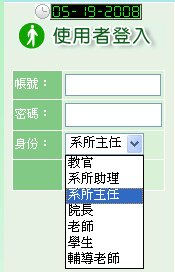 05-19-2008
使用者登入
帳號：
密碼：
身份： 系所主任
教官
系所助理
系所主任
院長
老師
學生
輔導老師